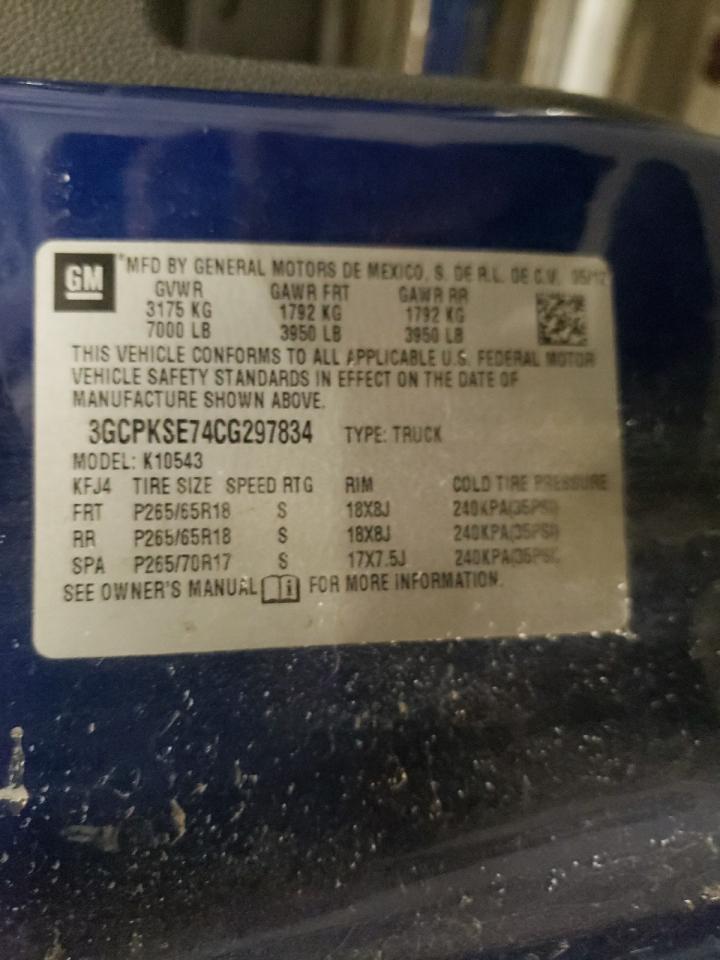 GM
*MFD BY GENERAL MOTORS DE MEXICO, S. DE R.L. DE C.V. 05/12
GVWR GAWR FRT GAWR RR
3175 KG 1792 KG 1792 KG
7000 LB 3950 LB 3950 LB
THIS VEHICLE CONFORMS TO ALL APPLICABLE U.S. FEDERAL MOTOR
VEHICLE SAFETY STANDARDS IN EFFECT ON THE DATE OF
MANUFACTURE SHOWN ABOVE.
3GCPKSE74CG297834 TYPE: TRUCK
MODEL: K10543
KFJ4 TIRE SIZE SPEED RTG RIM COLD TIRE PRESSURE
FRT P265/65R18 S 18X8J 240KPA(35PSI)
RR P265/65R18 S 18X8J 240KPA(35PSI)
SPA P265/70R17 S 17X7.5J 240KPA(35PSI)
SEE OWNER'S MANUAL i FOR MORE INFORMATION.